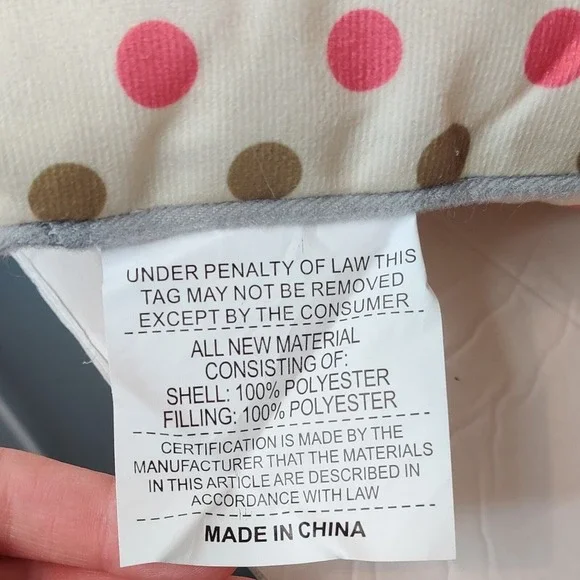 UNDER PENALTY OF LAW THIS
TAG MAY NOT BE REMOVED
EXCEPT BY THE CONSUMER
ALL NEW MATERIAL
CONSISTING OF:
SHELL: 100% POLYESTER
FILLING: 100% POLYESTER
CERTIFICATION IS MADE BY THE
MANUFACTURER THAT THE MATERIALS
IN THIS ARTICLE ARE DESCRIBED IN
ACCORDANCE WITH LAW
MADE IN CHINA